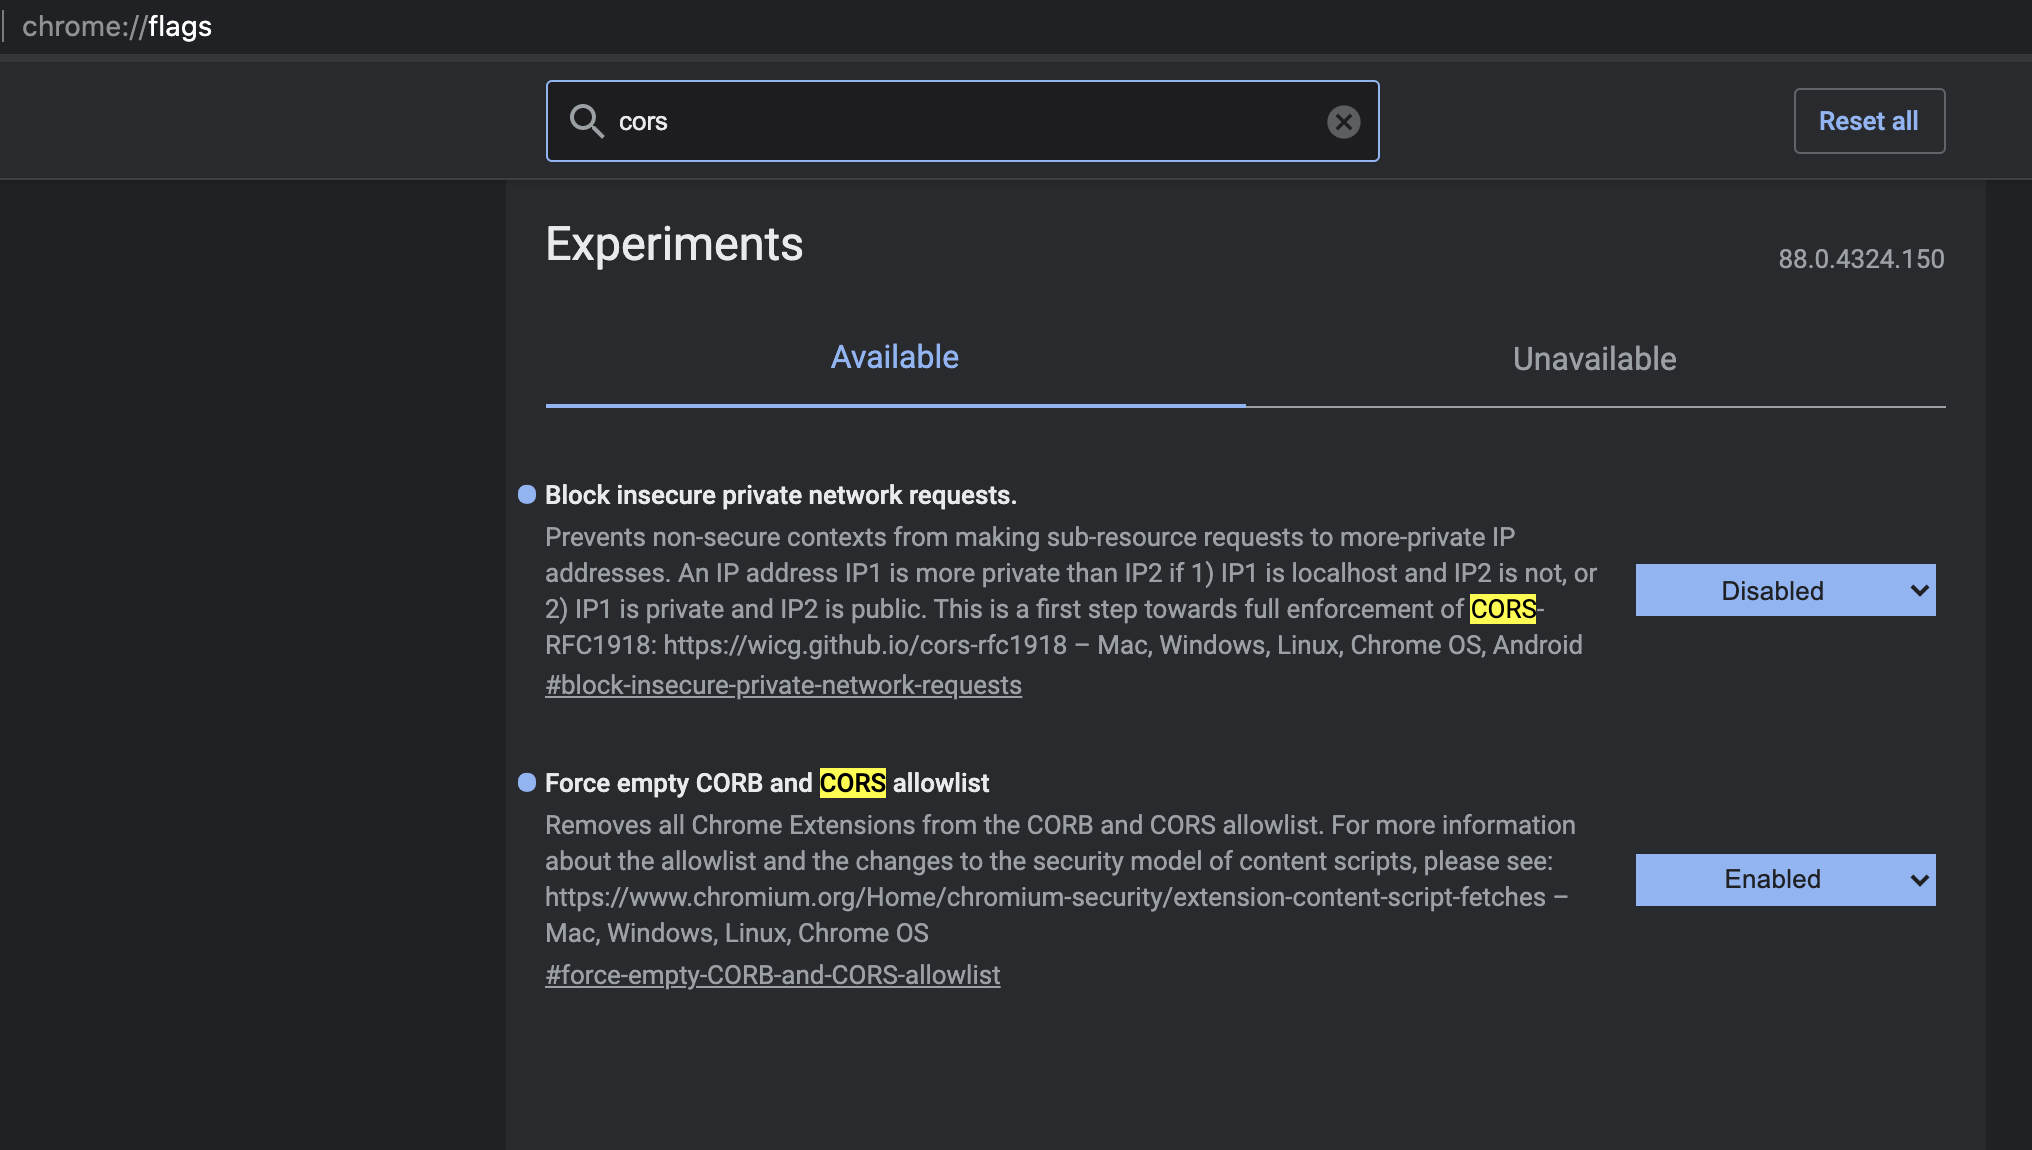 chrome://flags
cors
Reset all
Experiments
88.0.4324.150
Available
Unavailable
Block insecure private network requests.
Prevents non-secure contexts from making sub-resource requests to more-private IP
addresses. An IP address IP1 is more private than IP2 if 1) IP1 is localhost and IP2 is not, or
2) IP1 is private and IP2 is public. This is a first step towards full enforcement of CORS-
RFC1918: https://wicg.github.io/cors-rfc1918 – Mac, Windows, Linux, Chrome OS, Android
#block-insecure-private-network-requests
Disabled
Force empty CORB and CORS allowlist
Removes all Chrome Extensions from the CORB and CORS allowlist. For more information
about the allowlist and the changes to the security model of content scripts, please see:
https://www.chromium.org/Home/chromium-security/extension-content-script-fetches –
Mac, Windows, Linux, Chrome OS
#force-empty-CORB-and-CORS-allowlist
Enabled